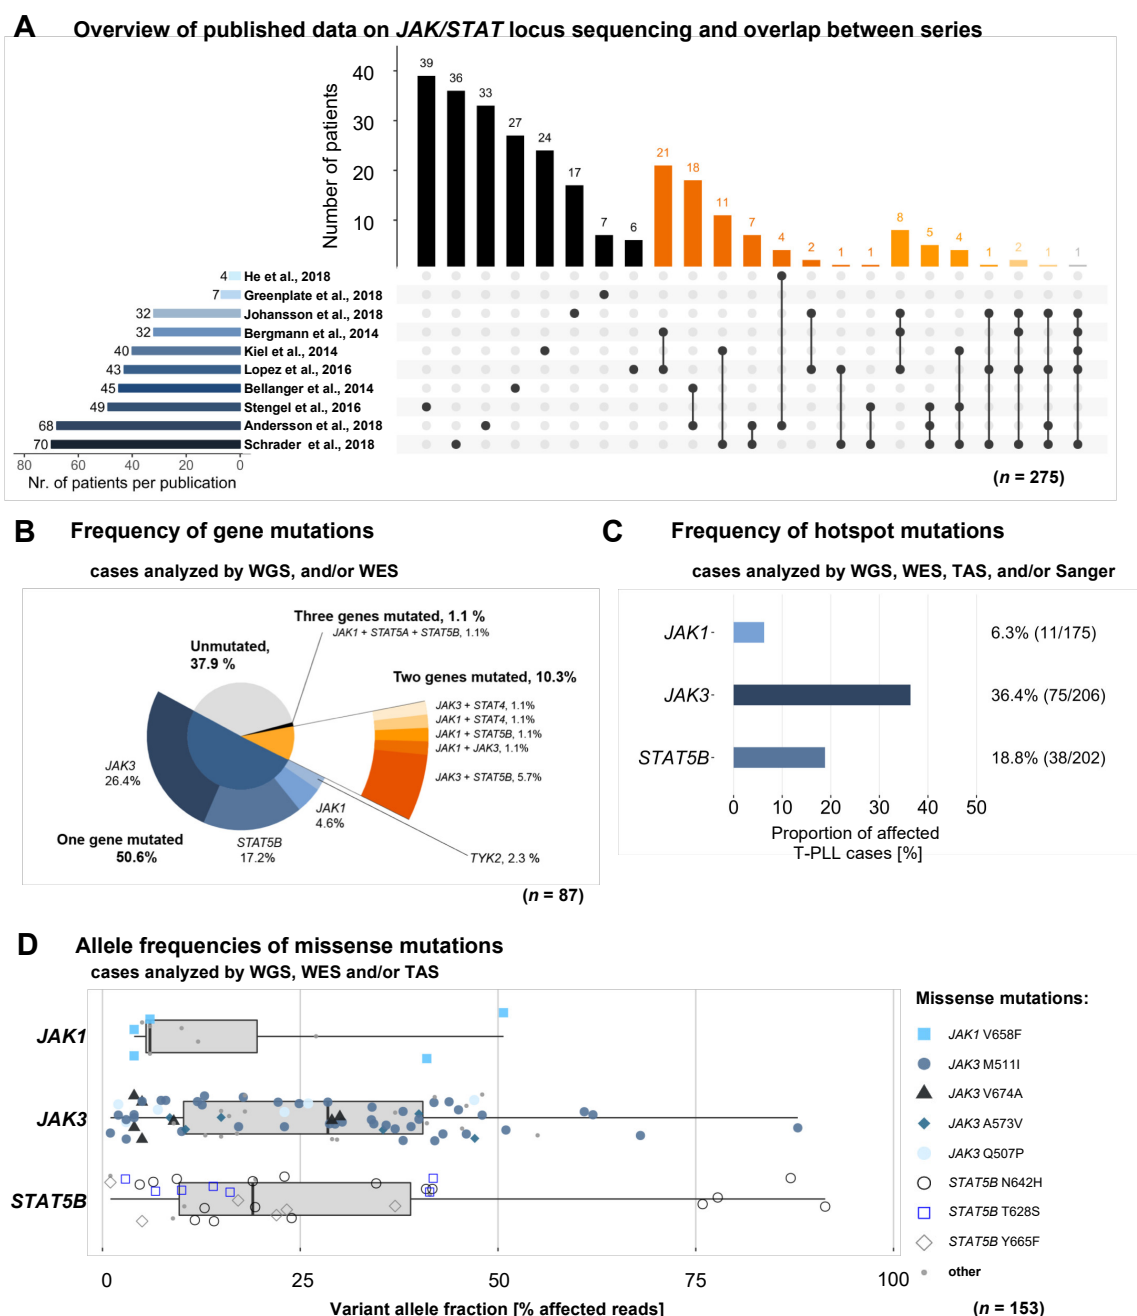 A Overview of published data on JAK/STAT locus sequencing and overlap between series
Number of patients
40
30
20
10
39
36
33
27
24
17
7
6
21
18
11
7
4
2
1
1
8
5
4
1
2
1
1
4 He et al., 2018
7 Greenplate et al., 2018
32 Johansson et al., 2018
32 Bergmann et al., 2014
40 Kiel et al., 2014
43 Lopez et al., 2016
45 Bellanger et al., 2014
49 Stengel et al., 2016
68 Andersson et al., 2018
70 Schrader et al., 2018
80 60 40 20 0
Nr. of patients per publication
(n = 275)
B Frequency of gene mutations
cases analyzed by WGS, and/or WES
Three genes mutated, 1.1 %
JAK1 + STAT5A + STAT5B, 1.1%
Unmutated,
37.9 %
Two genes mutated, 10.3%
JAK3 + STAT4, 1.1%
JAK1 + STAT4, 1.1%
JAK1 + STAT5B, 1.1%
JAK1 + JAK3, 1.1%
JAK3 + STAT5B, 5.7%
JAK3
26.4%
JAK1
4.6%
One gene mutated
50.6%
STAT5B
17.2%
TYK2, 2.3 %
(n = 87)
C Frequency of hotspot mutations
cases analyzed by WGS, WES, TAS, and/or Sanger
JAK1 6.3% (11/175)
JAK3 36.4% (75/206)
STAT5B 18.8% (38/202)
0 10 20 30 40 50
Proportion of affected
T-PLL cases [%]
D Allele frequencies of missense mutations
cases analyzed by WGS, WES and/or TAS
JAK1
JAK3
STAT5B
0 25 50 75 100
Variant allele fraction [% affected reads]
Missense mutations:
JAK1 V658F
JAK3 M511I
JAK3 V674A
JAK3 A573V
JAK3 Q507P
STAT5B N642H
STAT5B T628S
STAT5B Y665F
other
(n = 153)